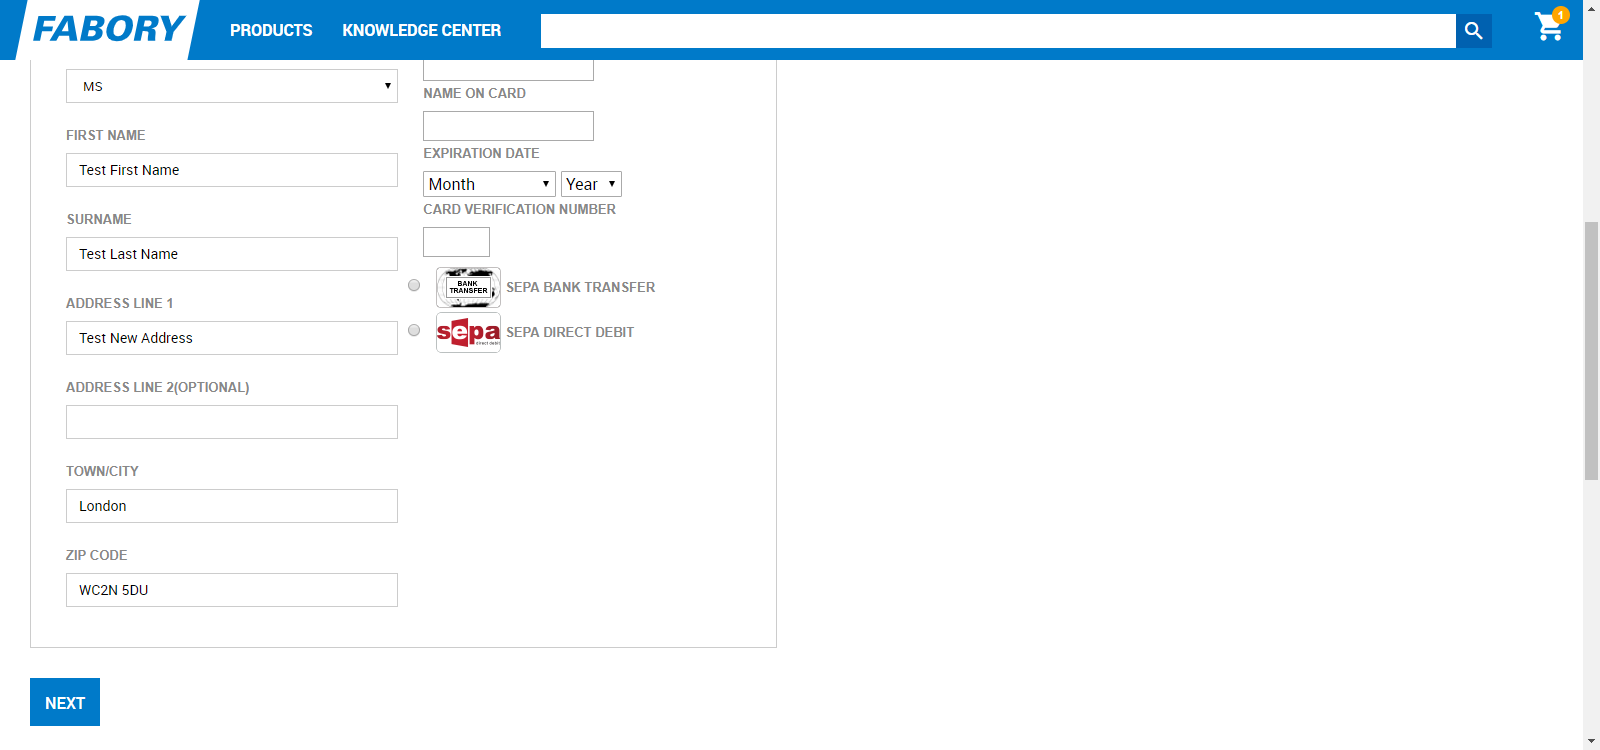 FABORY
PRODUCTS
KNOWLEDGE CENTER
1
MS
FIRST NAME
Test First Name
SURNAME
Test Last Name
ADDRESS LINE 1
Test New Address
ADDRESS LINE 2(OPTIONAL)
TOWN/CITY
London
ZIP CODE
WC2N 5DU
NAME ON CARD
EXPIRATION DATE
Month
Year
CARD VERIFICATION NUMBER
BANK
TRANSFER
SEPA BANK TRANSFER
sepa
direct debit
SEPA DIRECT DEBIT
NEXT